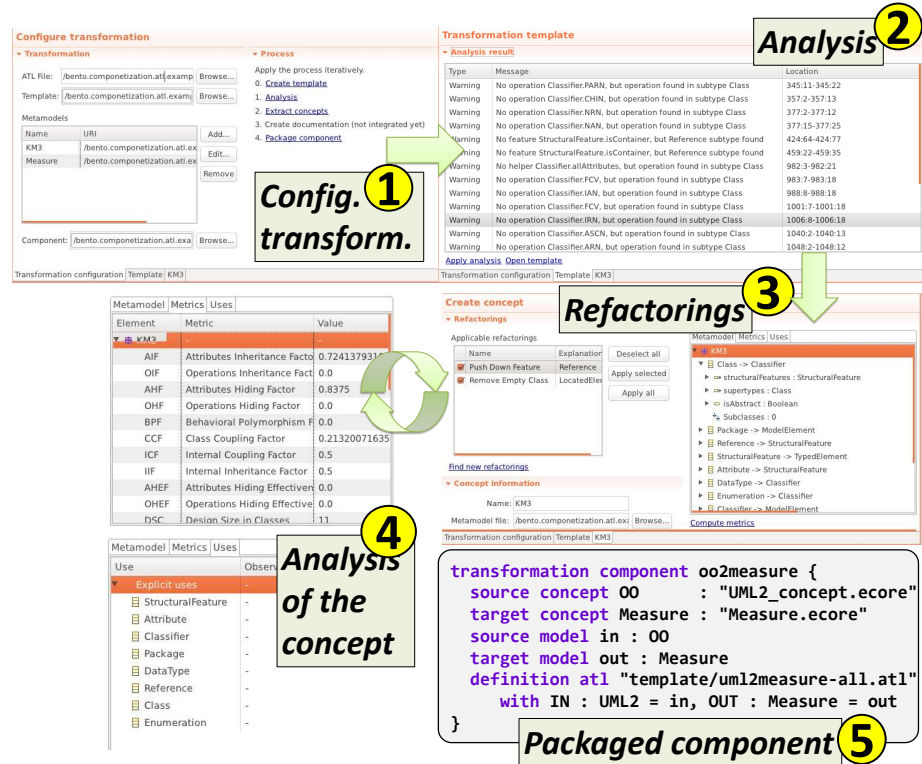 Configure transformation
Transformation
ATL File: /bento.componetization.atl.examp Browse...
Template: /bento.componetization.atl.examp Browse...
Metamodels
Name URI
KM3 /bento.componetization.atl.ex
Measure /bento.componetization.atl.ex
Add...
Edit...
Remove
Component: /bento.componetization.atl.exa Browse...
Transformation configuration Template KM3
Process
Apply the process iteratively.
0. Create template
1. Analysis
2. Extract concepts
3. Create documentation (not integrated yet)
4. Package component
Config. 1
transform.
Transformation template
Analysis result
Analysis 2
Type Message Location
Warning No operation Classifier.PARN, but operation found in subtype Class 345:11-345:22
Warning No operation Classifier.CHIN, but operation found in subtype Class 357:2-357:13
Warning No operation Classifier.NRN, but operation found in subtype Class 377:2-377:12
Warning No operation Classifier.NAN, but operation found in subtype Class 377:15-377:25
Warning No feature StructuralFeature.isContainer, but Reference subtype found 424:64-424:77
Warning No feature StructuralFeature.isContainer, but Reference subtype found 459:22-459:35
Warning No helper Classifier.allAttributes, but operation found in subtype Class 982:3-982:21
Warning No operation Classifier.FCV, but operation found in subtype Class 983:7-983:18
Warning No operation Classifier.IAN, but operation found in subtype Class 988:8-988:18
Warning No operation Classifier.FCV, but operation found in subtype Class 1001:7-1001:18
Warning No operation Classifier.IRN, but operation found in subtype Class 1006:8-1006:18
Warning No operation Classifier.ASCN, but operation found in subtype Class 1040:2-1040:13
Warning No operation Classifier.ARN, but operation found in subtype Class 1048:2-1048:12
Apply analysis Open template
Transformation configuration Template KM3
Metamodel Metrics Uses
Element Metric Value
KM3 - -
AIF Attributes Inheritance Facto 0.724137931
OIF Operations Inheritance Fact 0.0
AHF Attributes Hiding Factor 0.8375
OHF Operations Hiding Factor 0.0
BPF Behavioral Polymorphism F 0.0
CCF Class Coupling Factor 0.21320071635
ICF Internal Coupling Factor 0.5
IIF Internal Inheritance Factor 0.5
AHEF Attributes Hiding Effectiven 0.0
OHEF Operations Hiding Effective 0.0
DSC Design Size in Classes 11
Create concept
Refactorings
Refactorings 3
Applicable refactorings
Name Explanation
Push Down Feature Reference
Remove Empty Class LocatedElem
Deselect all
Apply selected
Apply all
Find new refactorings
Concept information
Name: KM3
Metamodel file: /bento.componetization.atl.exa Browse...
Transformation configuration Template KM3
Metamodel Metrics Uses
KM3
Class -> Classifier
structuralFeatures : StructuralFeature
supertypes : Class
isAbstract : Boolean
Subclasses : 0
Package -> ModelElement
Reference -> StructuralFeature
StructuralFeature -> TypedElement
Attribute -> StructuralFeature
DataType -> Classifier
Enumeration -> Classifier
Classifier -> ModelElement
Compute metrics
Metamodel Metrics Uses
Use Observ
Explicit uses -
StructuralFeature -
Attribute -
Classifier -
Package -
DataType -
Reference -
Class -
Enumeration -
4
Analysis
of the
concept
transformation component oo2measure {
source concept OO : "UML2_concept.ecore"
target concept Measure : "Measure.ecore"
source model in : OO
target model out : Measure
definition atl "template/uml2measure-all.atl"
with IN : UML2 = in, OUT : Measure = out
}
Packaged component 5